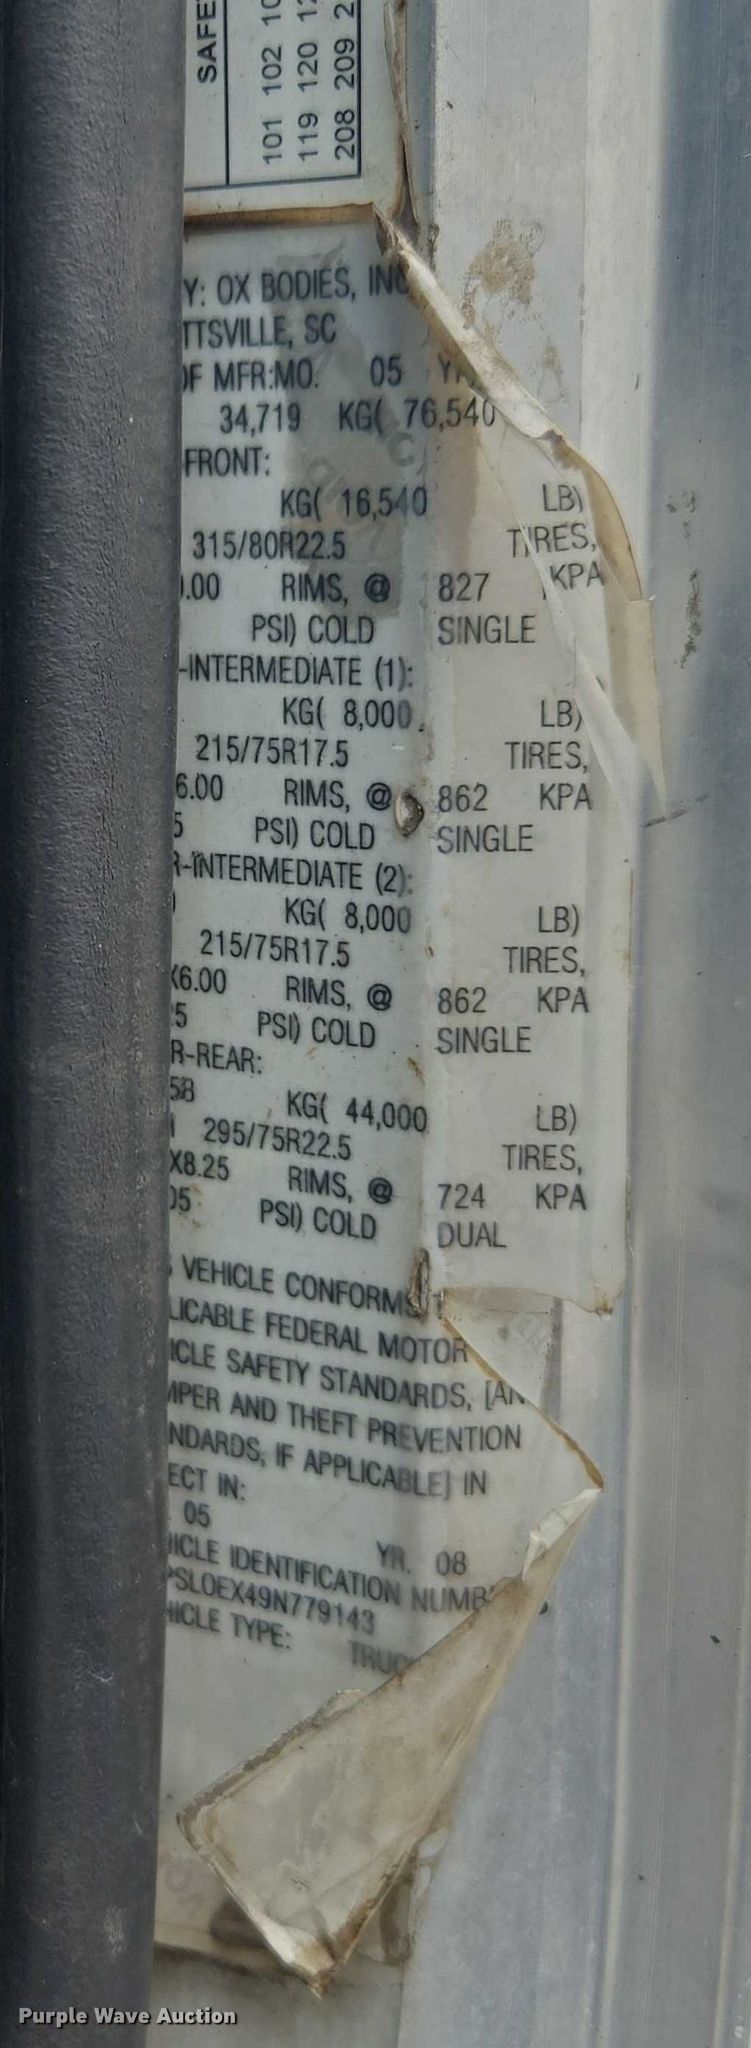 SAFE
101 102 10
119 120 12
208 209 2
Y: OX BODIES, INC
TTSVILLE, SC
OF MFR:MO. 05 YR
34,719 KG( 76,540
FRONT:
KG( 16,540 LB)
315/80R22.5 TIRES,
.00 RIMS, @ 827 KPA
PSI) COLD SINGLE
-INTERMEDIATE (1):
KG( 8,000 LB)
215/75R17.5 TIRES,
6.00 RIMS, @ 862 KPA
5 PSI) COLD SINGLE
R-INTERMEDIATE (2):
KG( 8,000 LB)
215/75R17.5 TIRES,
X6.00 RIMS, @ 862 KPA
25 PSI) COLD SINGLE
R-REAR:
58 KG( 44,000 LB)
295/75R22.5 TIRES,
X8.25 RIMS, @ 724 KPA
05 PSI) COLD DUAL
S VEHICLE CONFORMS
LICABLE FEDERAL MOTOR
ICLE SAFETY STANDARDS, [AN
MPER AND THEFT PREVENTION
NDARDS, IF APPLICABLE] IN
ECT IN:
05 YR. 08
HICLE IDENTIFICATION NUMB
PSLOEX49N779143
HICLE TYPE: TRUC
Purple Wave Auction